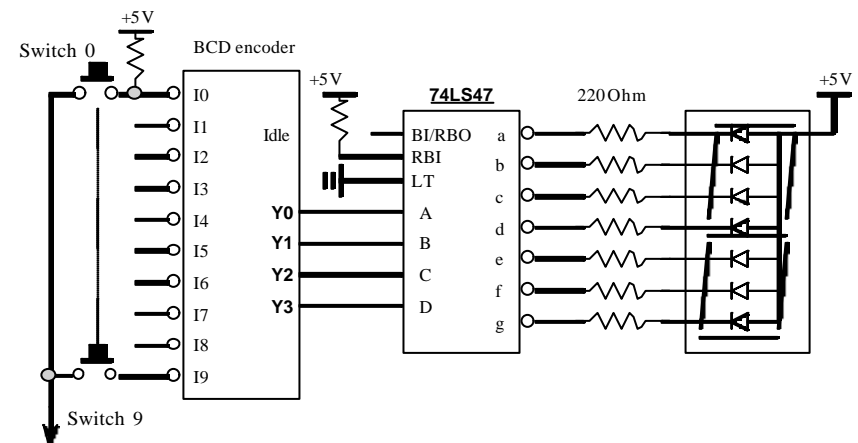 +5V
Switch 0
BCD encoder
I0
I1
I2
I3
I4
I5
I6
I7
I8
I9
Idle
Y0
Y1
Y2
Y3
Switch 9
+5V
74LS47
BI/RBO
RBI
LT
A
B
C
D
a
b
c
d
e
f
g
220Ohm
+5V